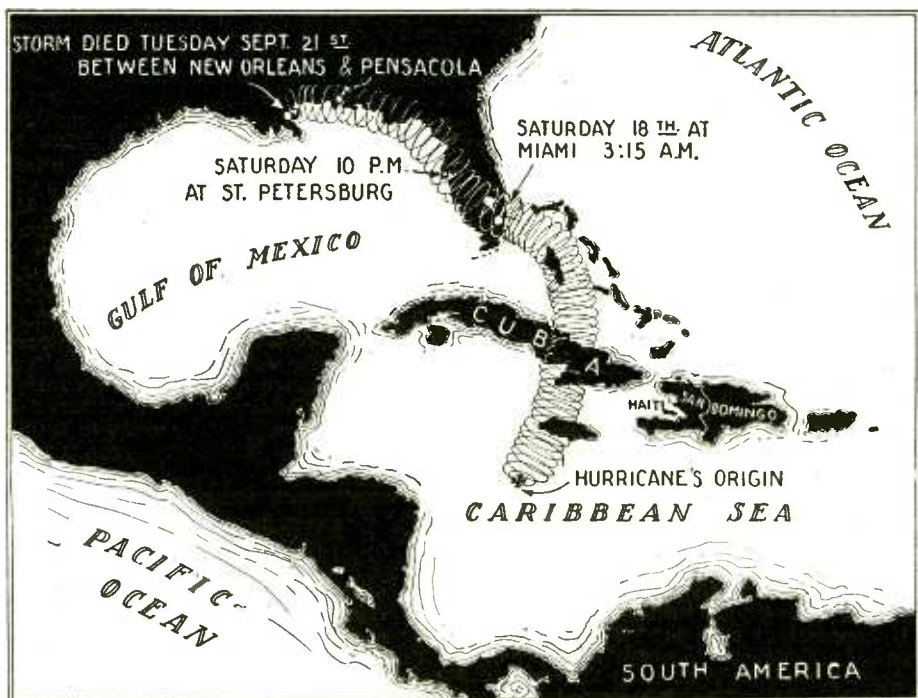 STORM DIED TUESDAY SEPT. 21 ST.
BETWEEN NEW ORLEANS & PENSACOLA
ATLANTIC OCEAN
SATURDAY 18 TH. AT
MIAMI 3:15 A.M.
SATURDAY 10 P.M
AT ST. PETERSBURG
GULF OF MEXICO
CUBA
HAITI
SAN DOMINGO
HURRICANE'S ORIGIN
CARIBBEAN SEA
PACIFIC
OCEAN
SOUTH AMERICA